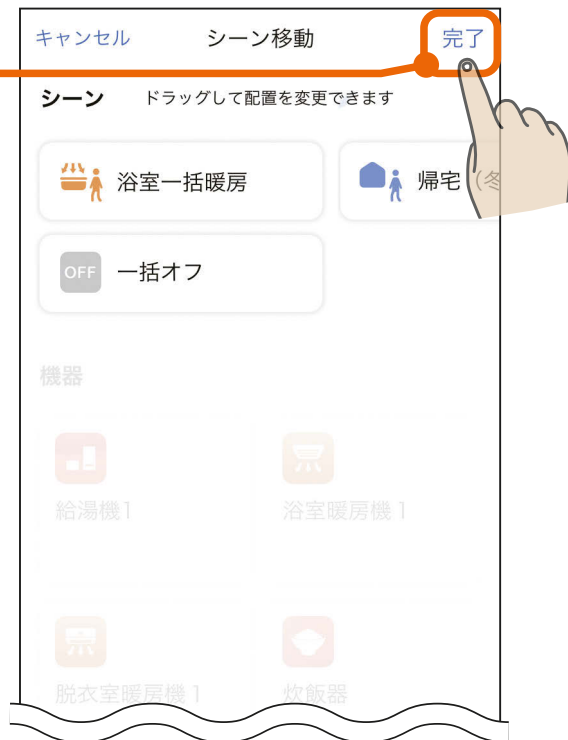 キャンセル シーン移動 完了
シーン ドラッグして配置を変更できます
浴室一括暖房 帰宅（冬
OFF 一括オフ
機器
給湯機1 浴室暖房機1
脱衣室暖房機1 炊飯器